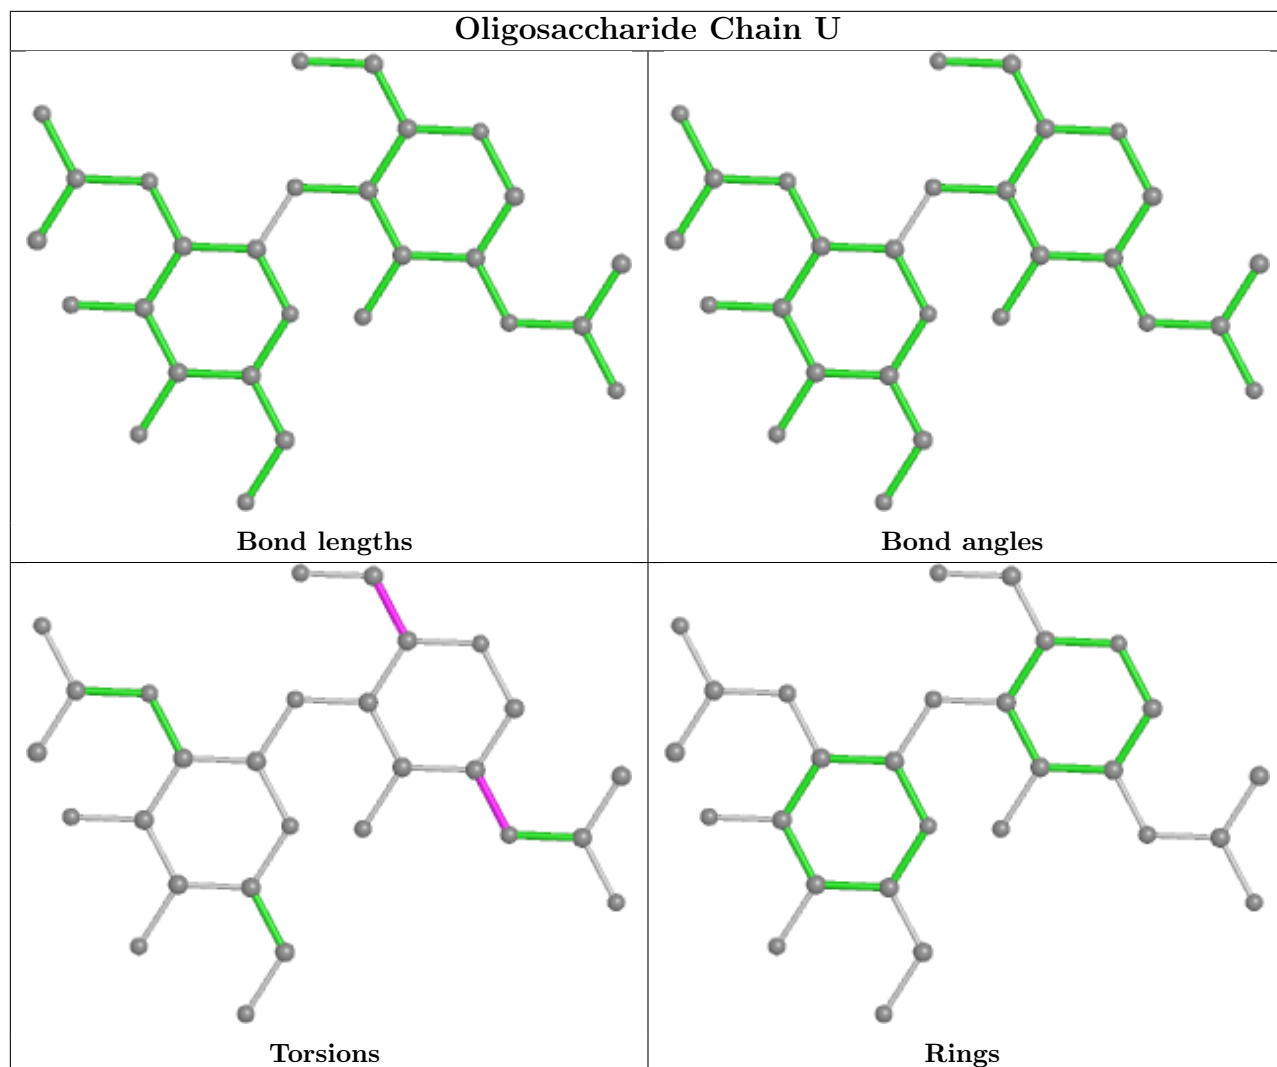 Oligosaccharide Chain U
Bond lengths
Bond angles
Torsions
Rings